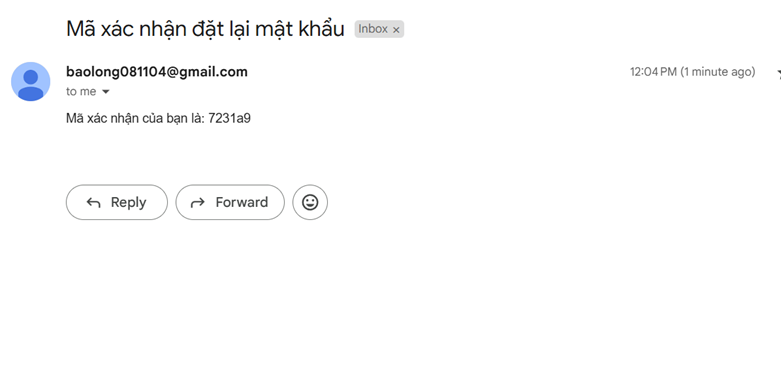 Mã xác nhận đặt lại mật khẩu Inbox x
baolong081104@gmail.com 12:04 PM (1 minute ago)
to me
Mã xác nhận của bạn là: 7231a9
Reply Forward